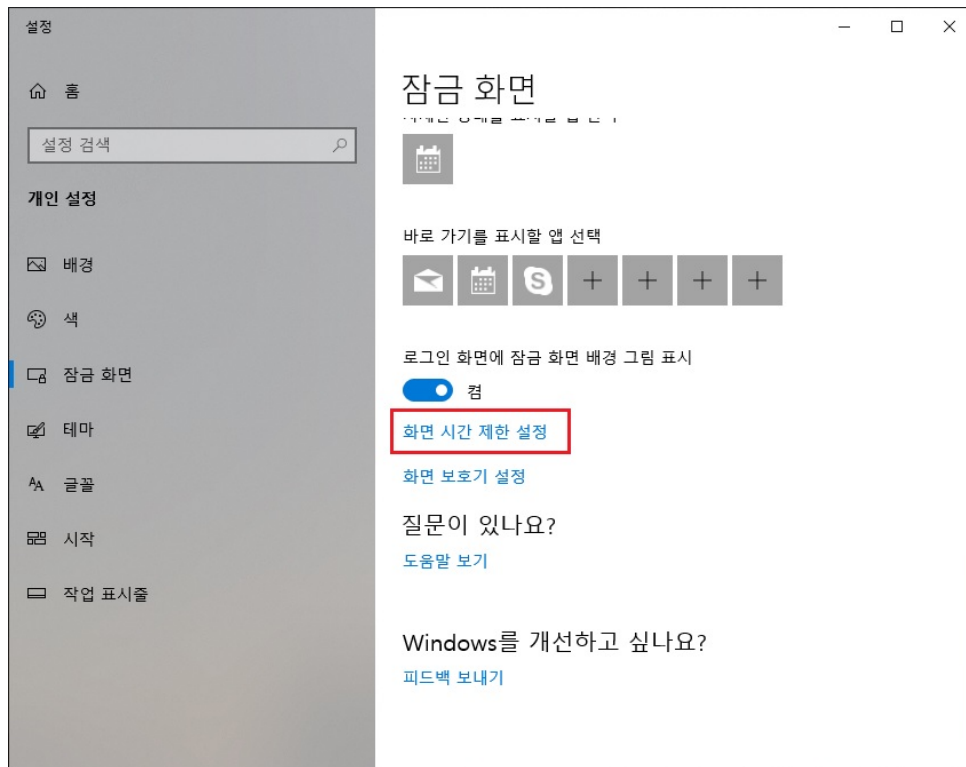 설정
홈
설정 검색
개인 설정
배경
색
잠금 화면
테마
글꼴
시작
작업 표시줄
잠금 화면
바로 가기를 표시할 앱 선택
로그인 화면에 잠금 화면 배경 그림 표시
켬
화면 시간 제한 설정
화면 보호기 설정
질문이 있나요?
도움말 보기
Windows를 개선하고 싶나요?
피드백 보내기